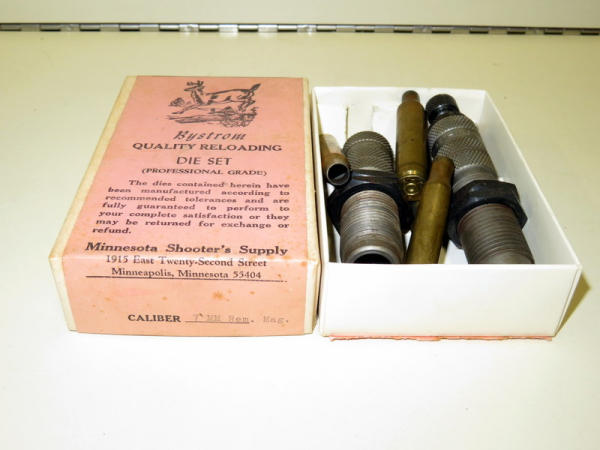 Bystrom
QUALITY RELOADING
DIE SET
(PROFESSIONAL GRADE)
The dies contained herein have
been manufactured according to
recommended tolerances and are
fully guaranteed to perform to
your complete satisfaction or they
may be returned for exchange or
refund.
Minnesota Shooter's Supply
1915 East Twenty-Second Street
Minneapolis, Minnesota 55404
CALIBER 7 MM Rem. Mag.